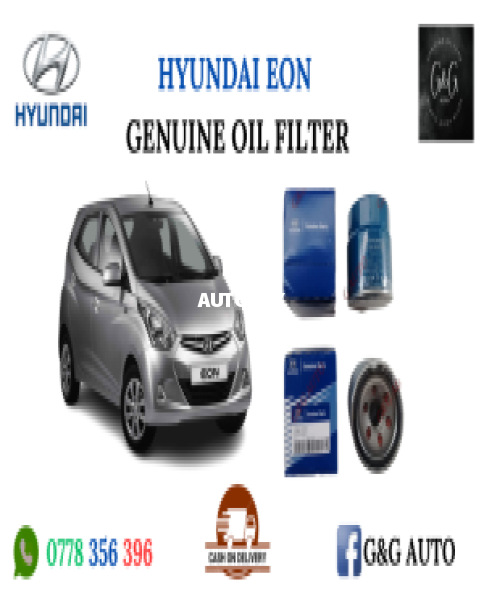 HYUNDAI
HYUNDAI EON
GENUINE OIL FILTER
G&G
AUTO
EON
0778 356 396
CASH ON DELIVERY
G&G AUTO